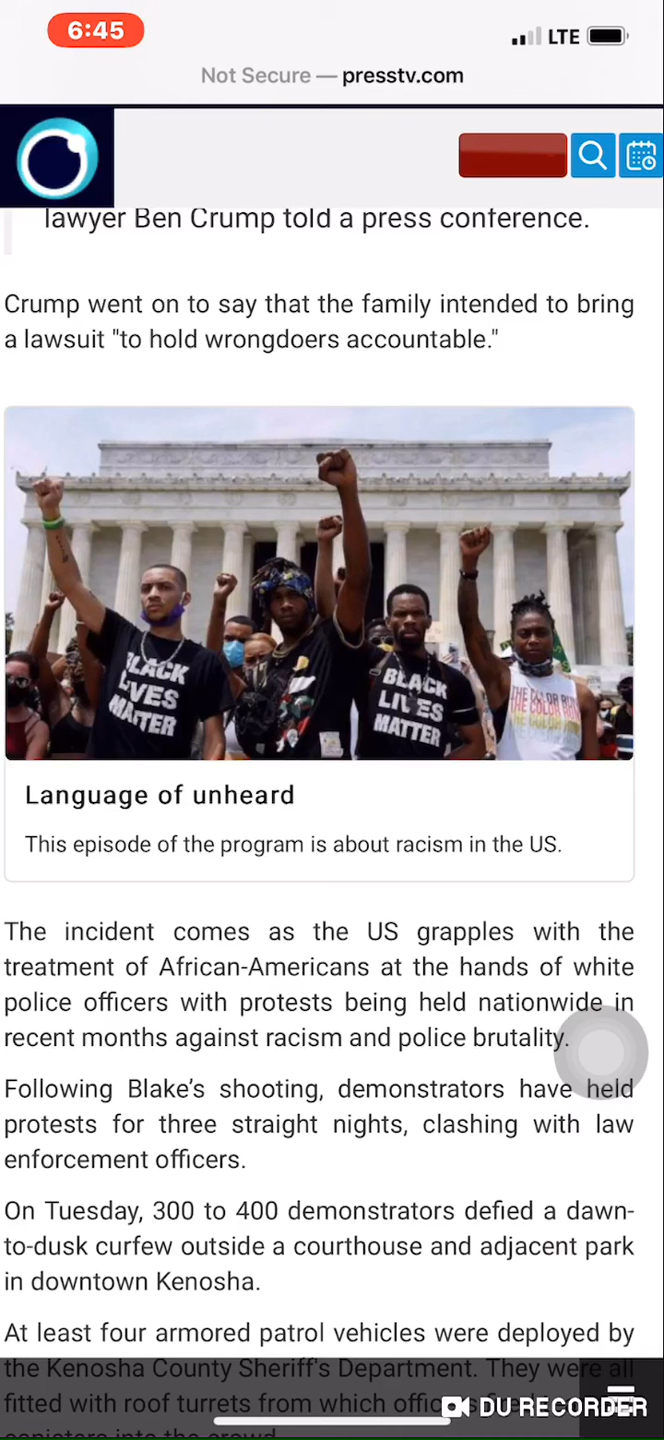 6:45
LTE
Not Secure — presstv.com
lawyer Ben Crump told a press conference.
Crump went on to say that the family intended to bring
a lawsuit "to hold wrongdoers accountable."
BLACK
LIVES
MATTER
BLACK
LIVES
MATTER
THE COLOR RUN
Language of unheard
This episode of the program is about racism in the US.
The incident comes as the US grapples with the
treatment of African-Americans at the hands of white
police officers with protests being held nationwide in
recent months against racism and police brutality.
Following Blake’s shooting, demonstrators have held
protests for three straight nights, clashing with law
enforcement officers.
On Tuesday, 300 to 400 demonstrators defied a dawn-
to-dusk curfew outside a courthouse and adjacent park
in downtown Kenosha.
At least four armored patrol vehicles were deployed by
the Kenosha County Sheriff's Department. They were all
fitted with roof turrets from which
DU RECORDER
canisters into the crowd